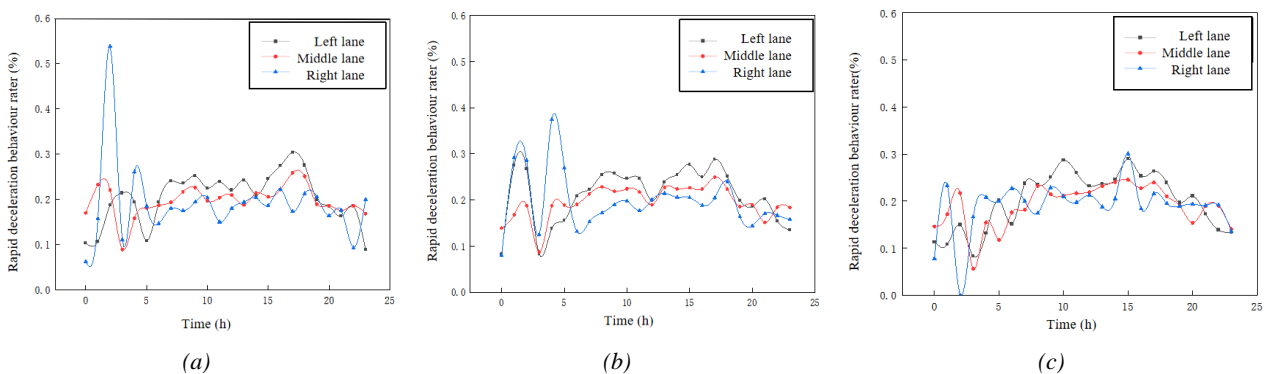 0.6
0.5
0.4
0.3
0.2
0.1
0.0
Rapid deceleration behaviour rater (%)
Left lane
Middle lane
Right lane
0 5 10 15 20 25
Time (h)
(a)
0.6
0.5
0.4
0.3
0.2
0.1
0.0
Rapid deceleration behaviour rater (%)
Left lane
Middle lane
Right lane
0 5 10 15 20 25
Time (h)
(b)
0.6
0.5
0.4
0.3
0.2
0.1
0.0
Rapid deceleration behaviour rater(%)
Left lane
Middle lane
Right lane
0 5 10 15 20 25
Time (h)
(c)